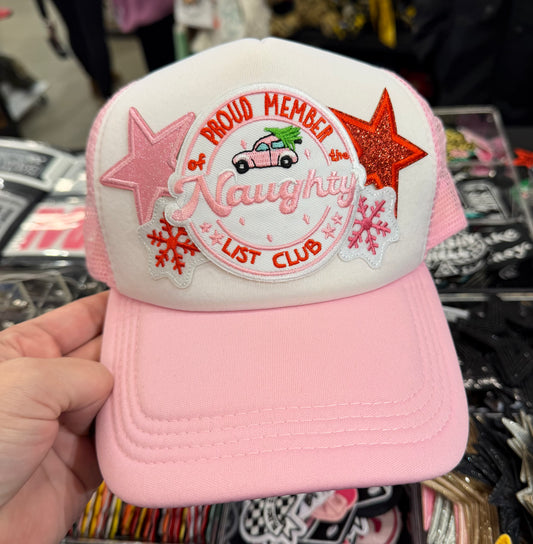 PROUD MEMBER
of the
Naughty
LIST CLUB